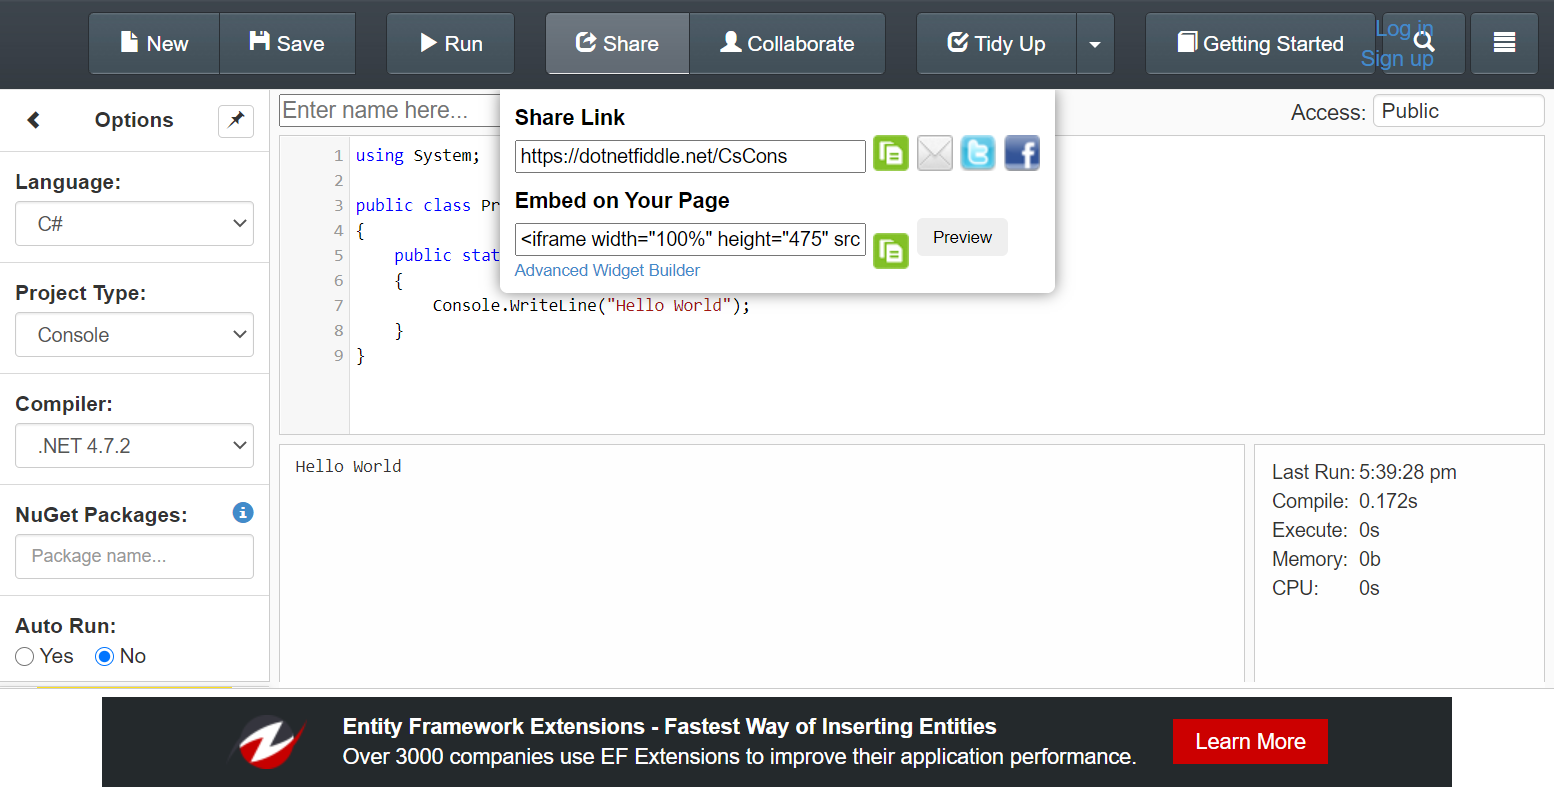 New
Save
Run
Share
Collaborate
Tidy Up
Getting Started
Log in
Sign up
Options
Enter name here...
Access: Public
Share Link
https://dotnetfiddle.net/CsCons
Embed on Your Page
<iframe width="100%" height="475" src
Preview
Advanced Widget Builder
Language:
C#
Project Type:
Console
Compiler:
.NET 4.7.2
NuGet Packages:
Package name...
Auto Run:
Yes No
1 using System;
2
3 public class Pr
4 {
5 public stat
6 {
7 Console.WriteLine("Hello World");
8 }
9 }
Hello World
Last Run: 5:39:28 pm
Compile: 0.172s
Execute: 0s
Memory: 0b
CPU: 0s
Entity Framework Extensions - Fastest Way of Inserting Entities
Over 3000 companies use EF Extensions to improve their application performance.
Learn More